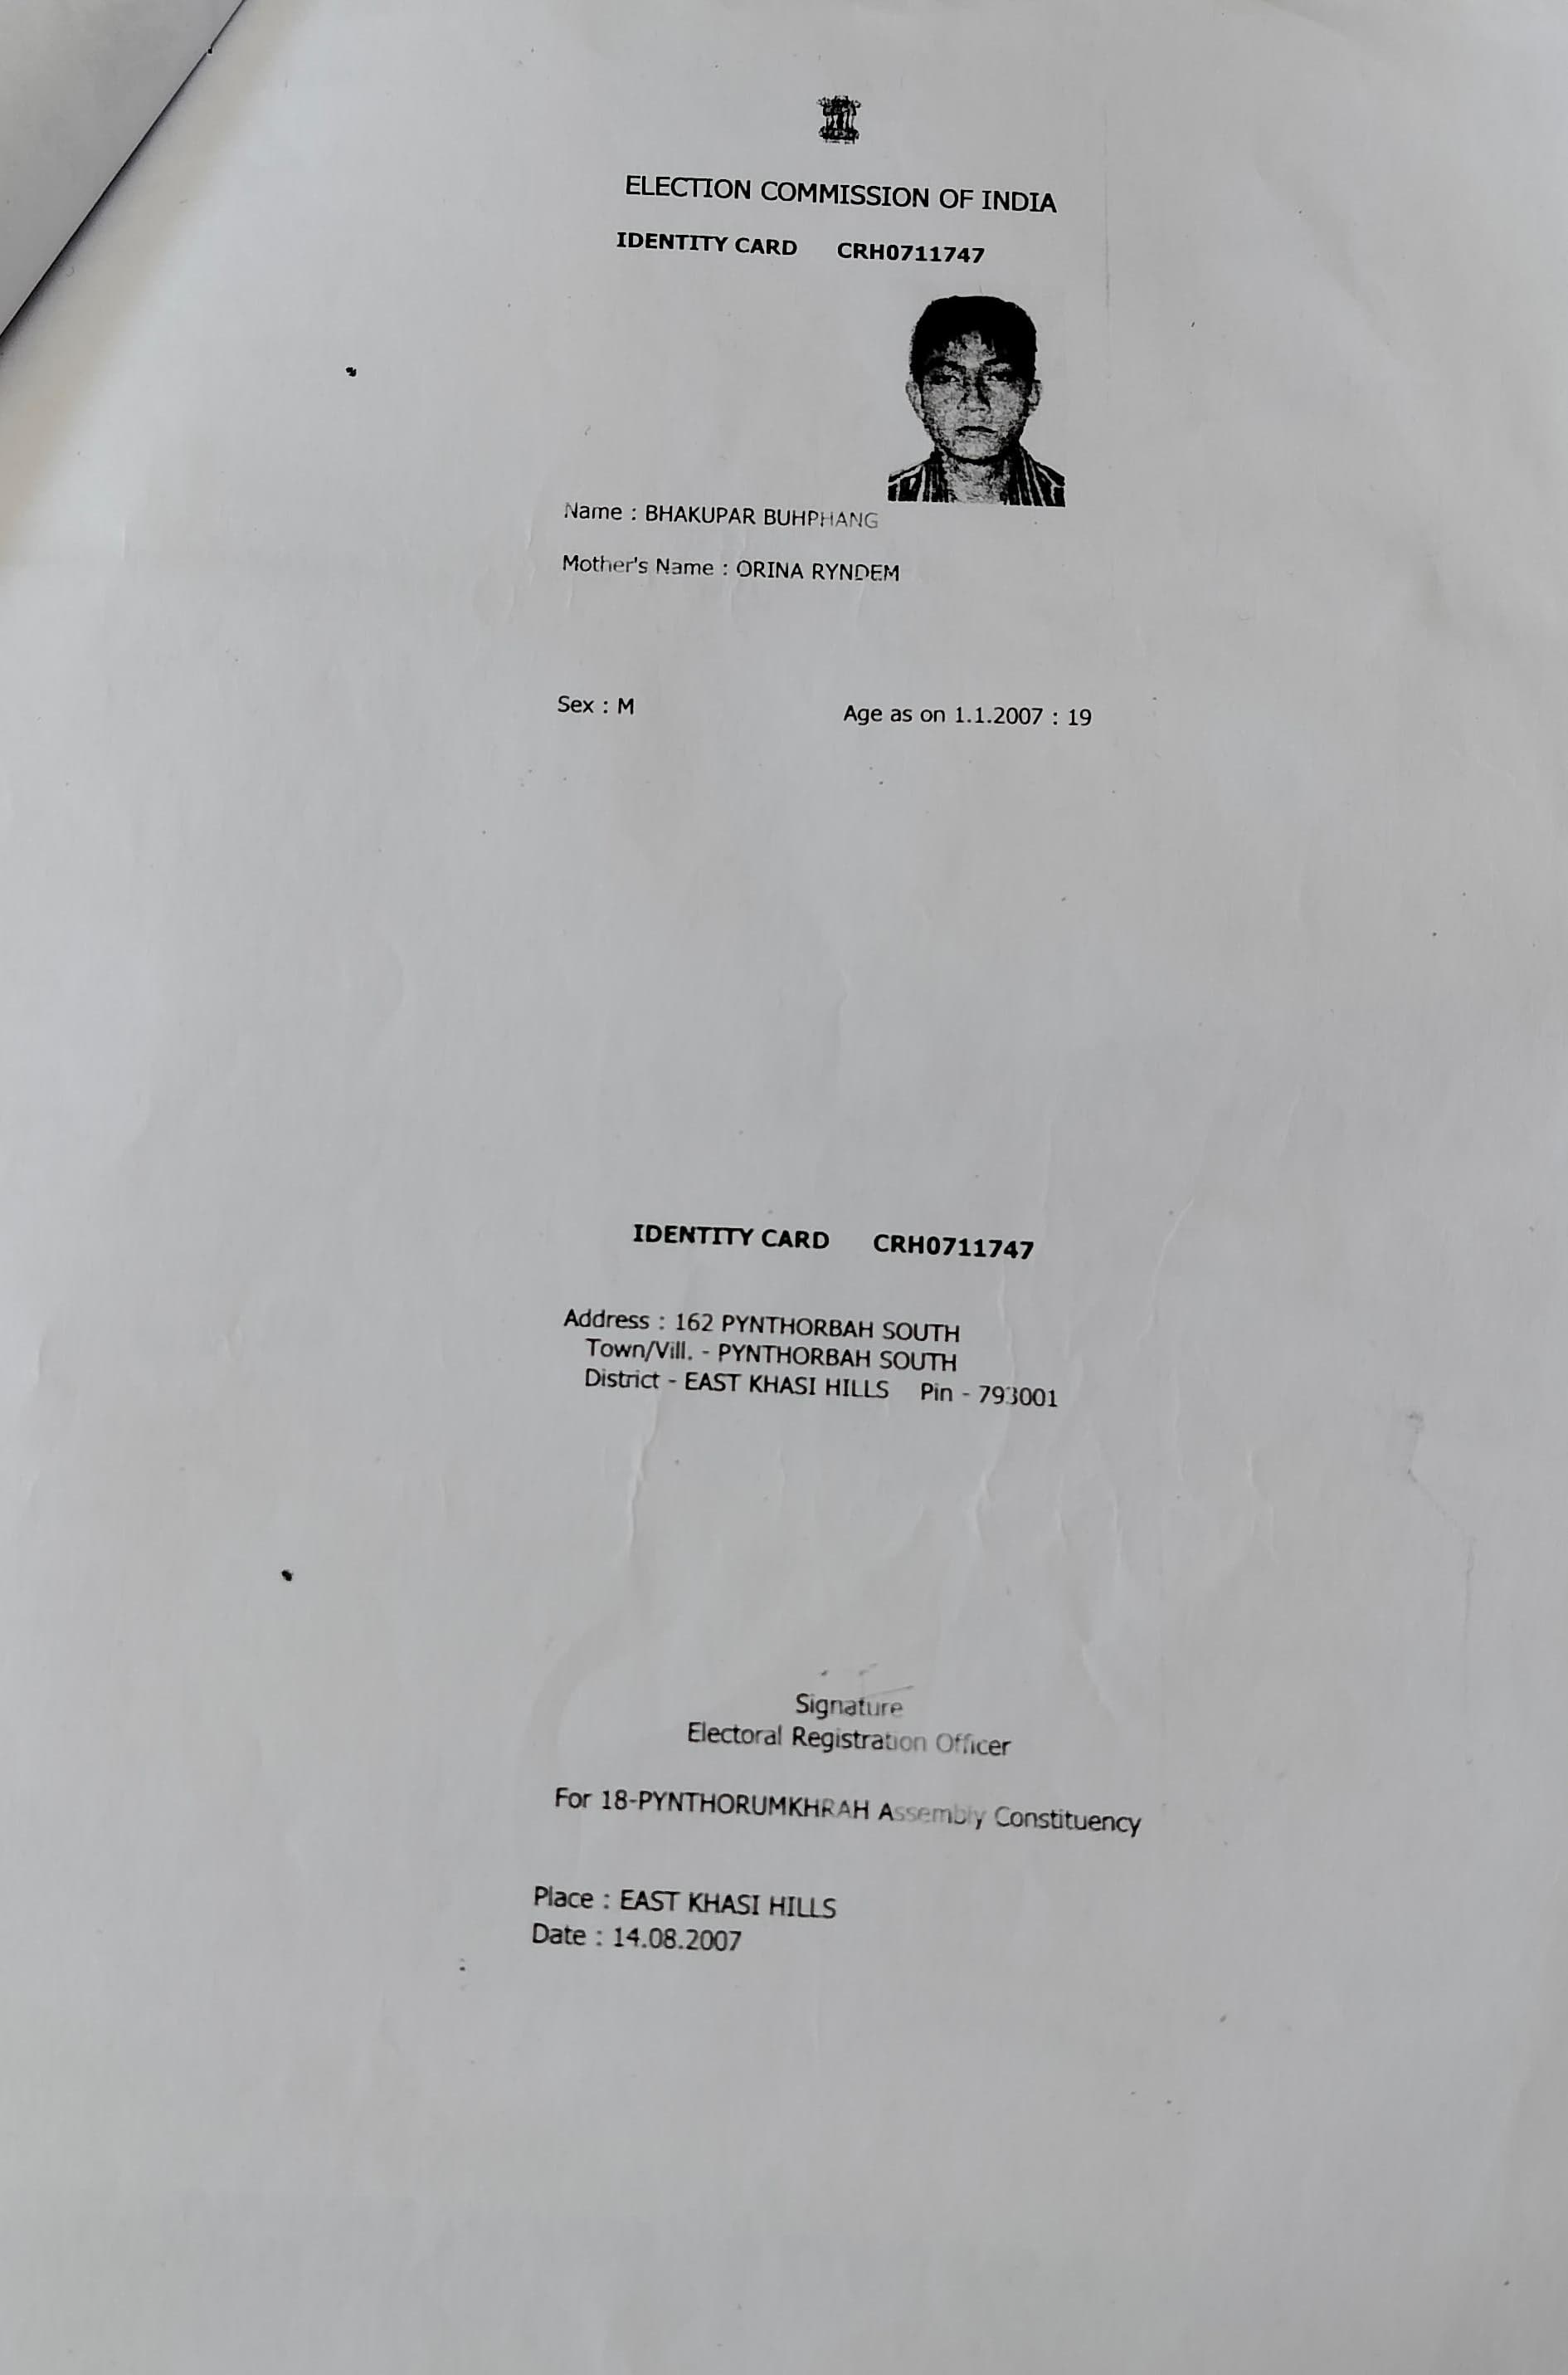 ELECTION COMMISSION OF INDIA
IDENTITY CARD CRH0711747
Name : BHAKUPAR BUHPHANG
Mother's Name : ORINA RYNDEM
Sex : M Age as on 1.1.2007 : 19
IDENTITY CARD CRH0711747
Address : 162 PYNTHORBAH SOUTH
Town/Vill. - PYNTHORBAH SOUTH
District - EAST KHASI HILLS Pin - 793001
Signature
Electoral Registration Officer
For 18-PYNTHORUMKHRAH Assembly Constituency
Place : EAST KHASI HILLS
Date : 14.08.2007